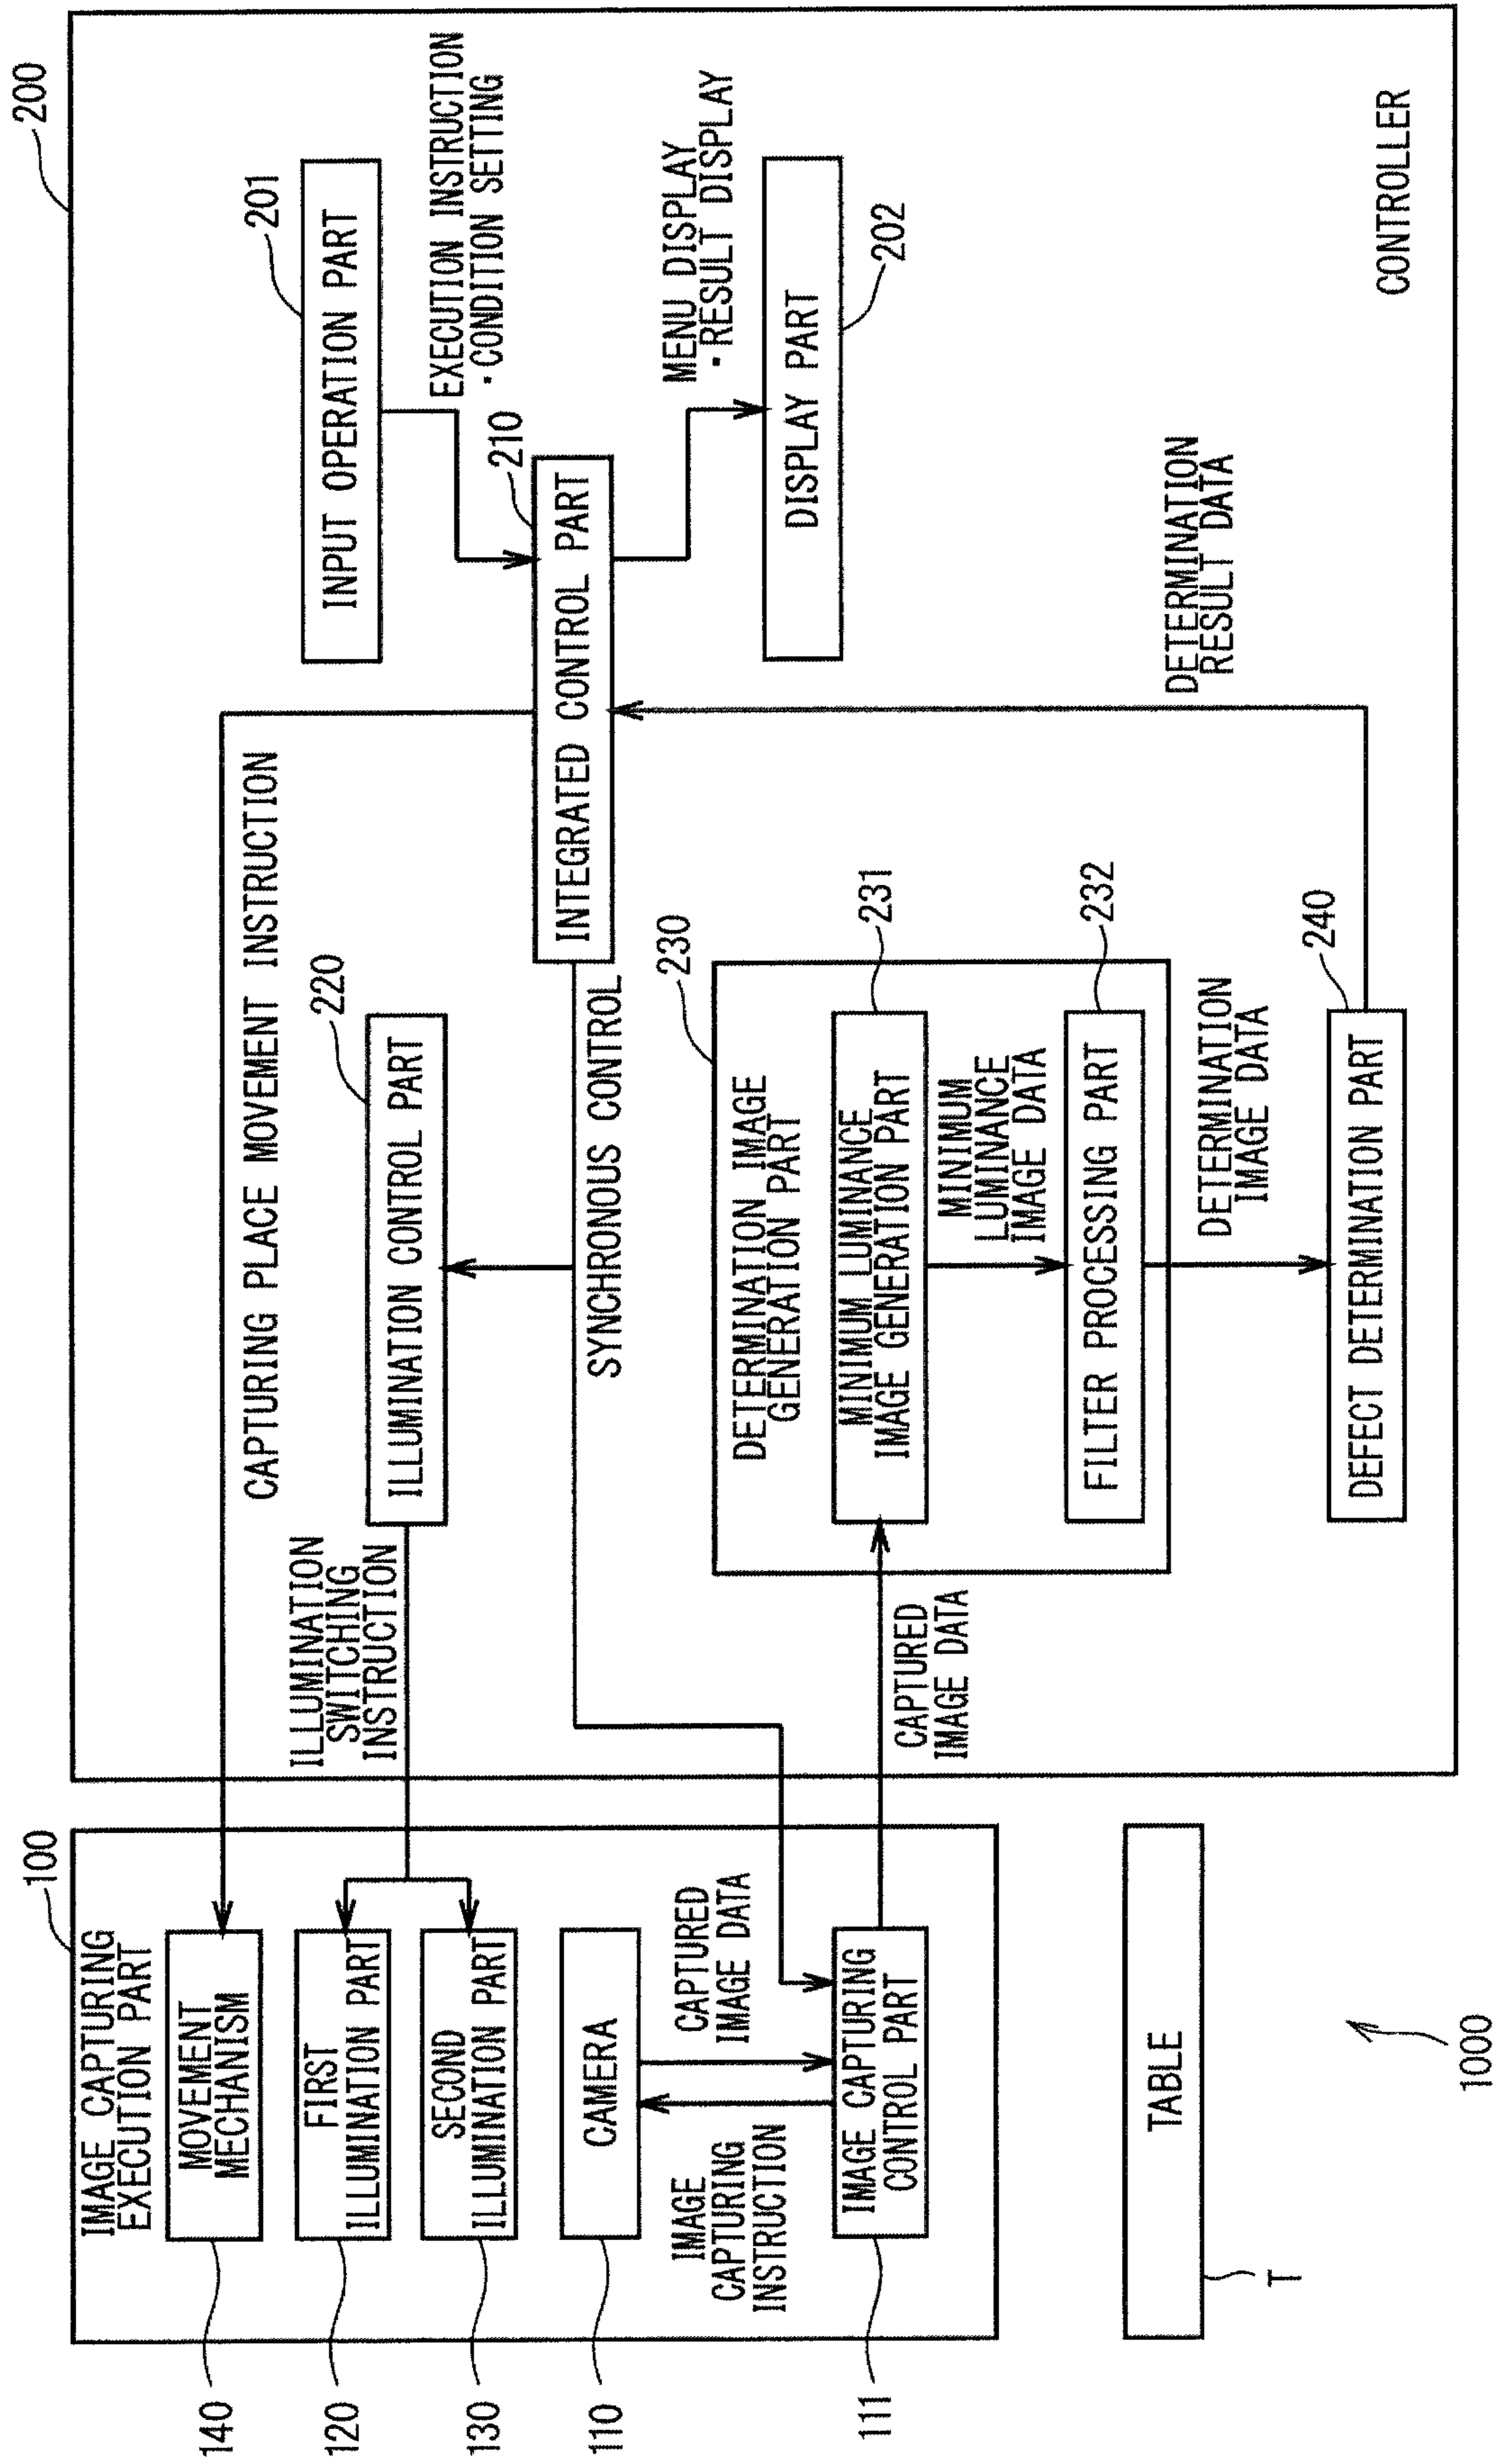 100
IMAGE CAPTURING
EXECUTION PART
140
MOVEMENT
MECHANISM
120
FIRST
ILLUMINATION PART
130
SECOND
ILLUMINATION PART
110
CAMERA
IMAGE
CAPTURING
INSTRUCTION
CAPTURED
IMAGE DATA
111
IMAGE CAPTURING
CONTROL PART
TABLE
T
1000
200
CAPTURING PLACE MOVEMENT INSTRUCTION
ILLUMINATION
SWITCHING
INSTRUCTION
220
ILLUMINATION CONTROL PART
SYNCHRONOUS CONTROL
CAPTURED
IMAGE DATA
230
DETERMINATION IMAGE
GENERATION PART
231
MINIMUM LUMINANCE
IMAGE GENERATION PART
MINIMUM
LUMINANCE
IMAGE DATA
232
FILTER PROCESSING PART
DETERMINATION
IMAGE DATA
240
DEFECT DETERMINATION PART
201
INPUT OPERATION PART
EXECUTION INSTRUCTION
・CONDITION SETTING
210
INTEGRATED CONTROL PART
MENU DISPLAY
・RESULT DISPLAY
202
DISPLAY PART
DETERMINATION
RESULT DATA
CONTROLLER